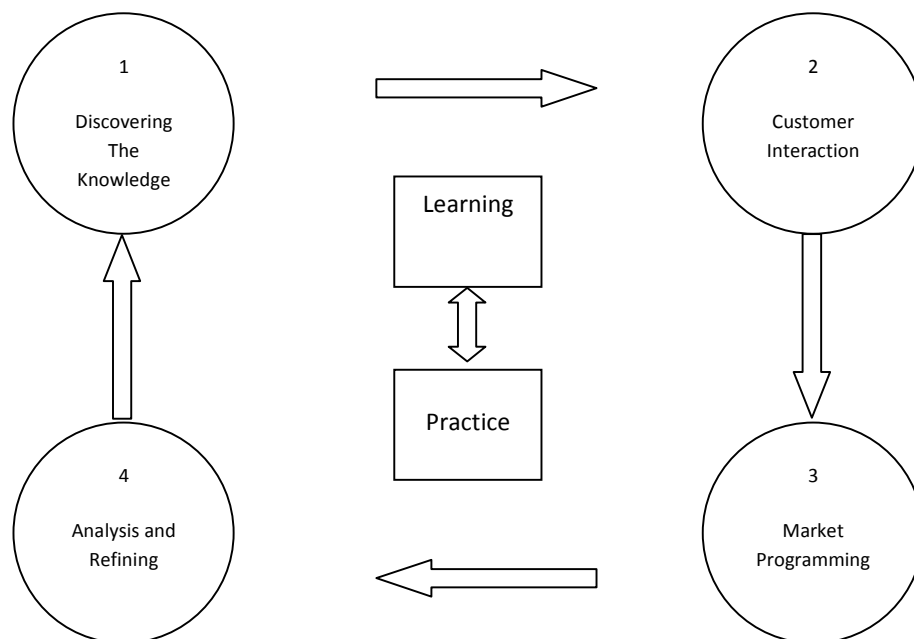 1
Discovering
The
Knowledge
2
Customer
Interaction
Learning
Practice
4
Analysis and
Refining
3
Market
Programming